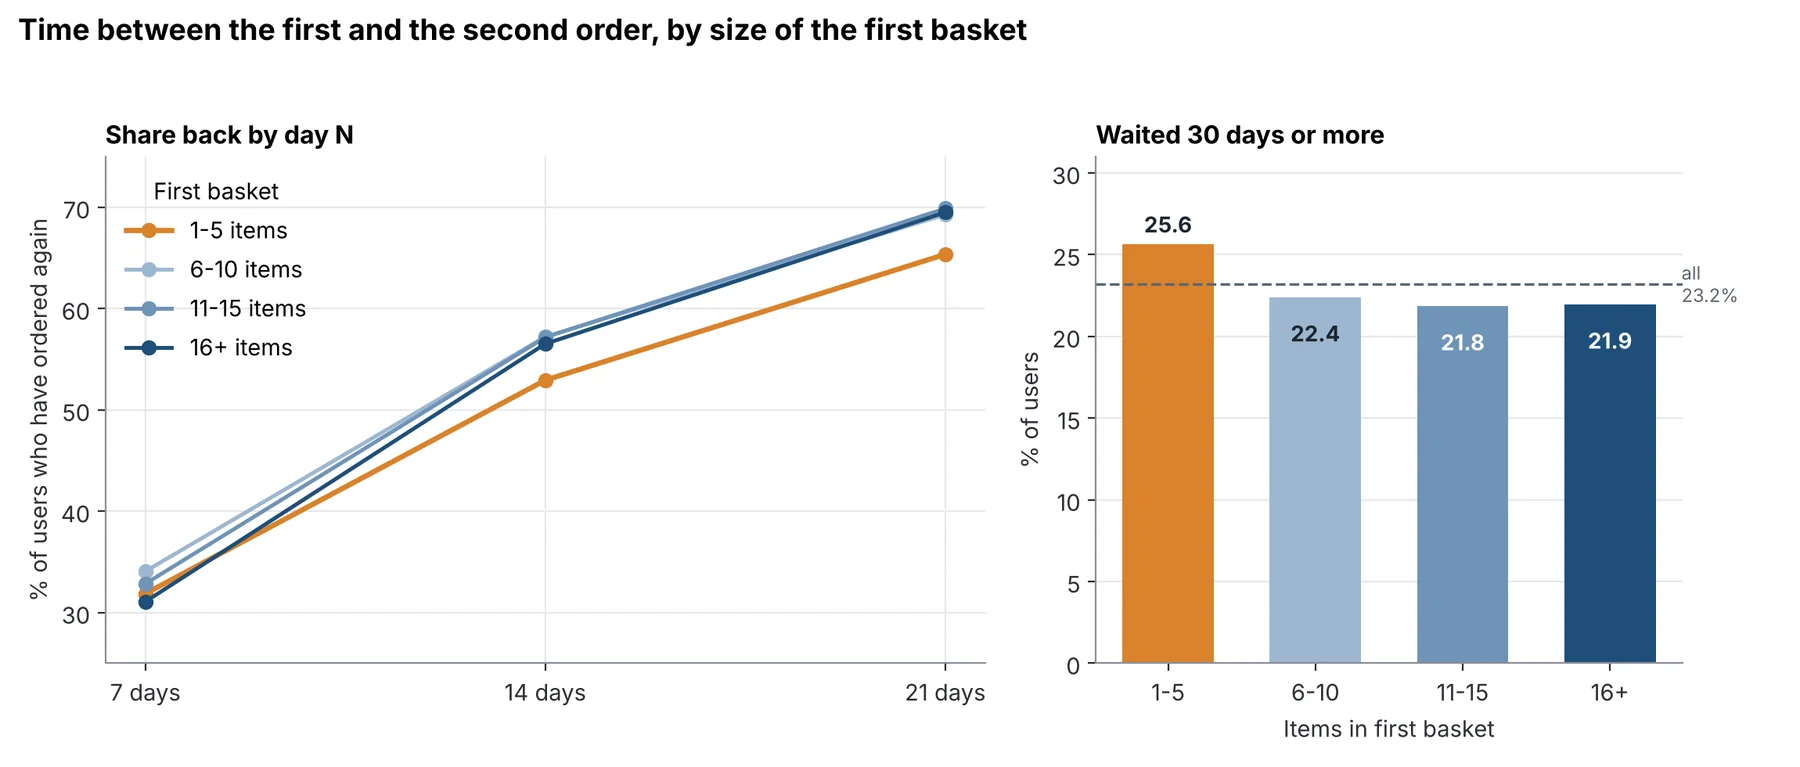 Time between the first and the second order, by size of the first basket
Share back by day N
% of users who have ordered again
70
60
50
40
30
First basket
1-5 items
6-10 items
11-15 items
16+ items
7 days
14 days
21 days
Waited 30 days or more
% of users
30
25
20
15
10
5
0
25.6
22.4
21.8
21.9
all
23.2%
1-5
6-10
11-15
16+
Items in first basket